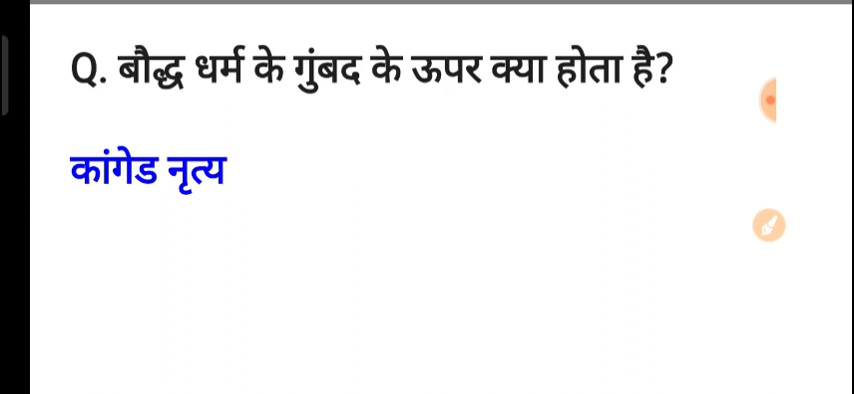 Q. बौद्ध धर्म के गुंबद के ऊपर क्या होता है?
कांगेड नृत्य